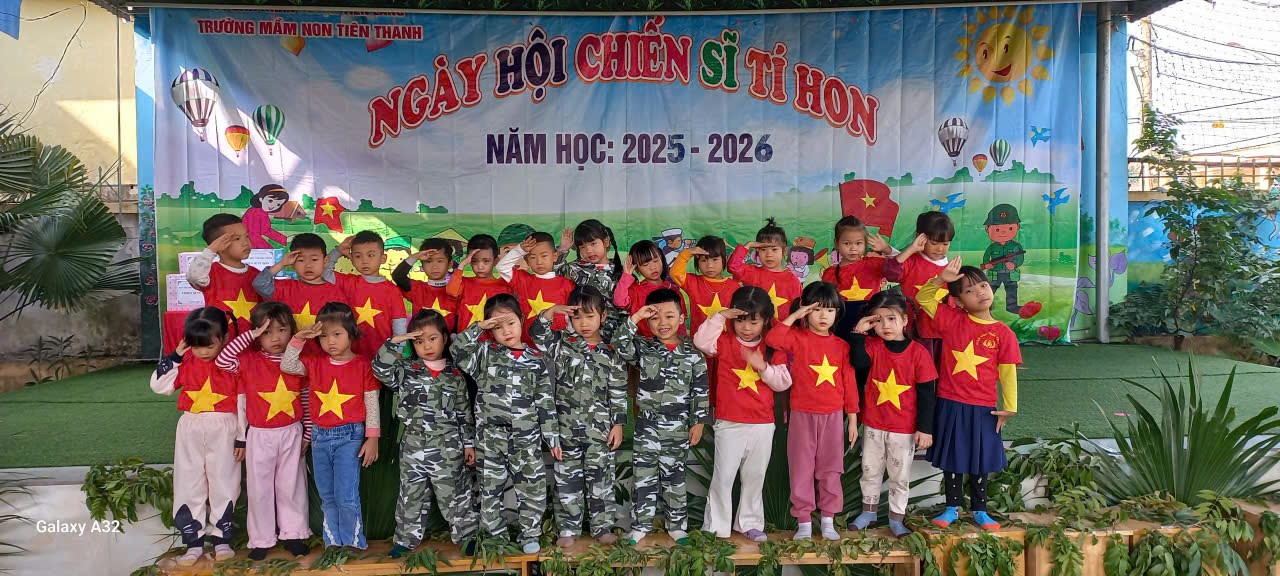 TRƯỜNG MẦM NON TIÊN THANH
NGÀY HỘI CHIẾN SĨ TÍ HON
NĂM HỌC: 2025 - 2026
Galaxy A32